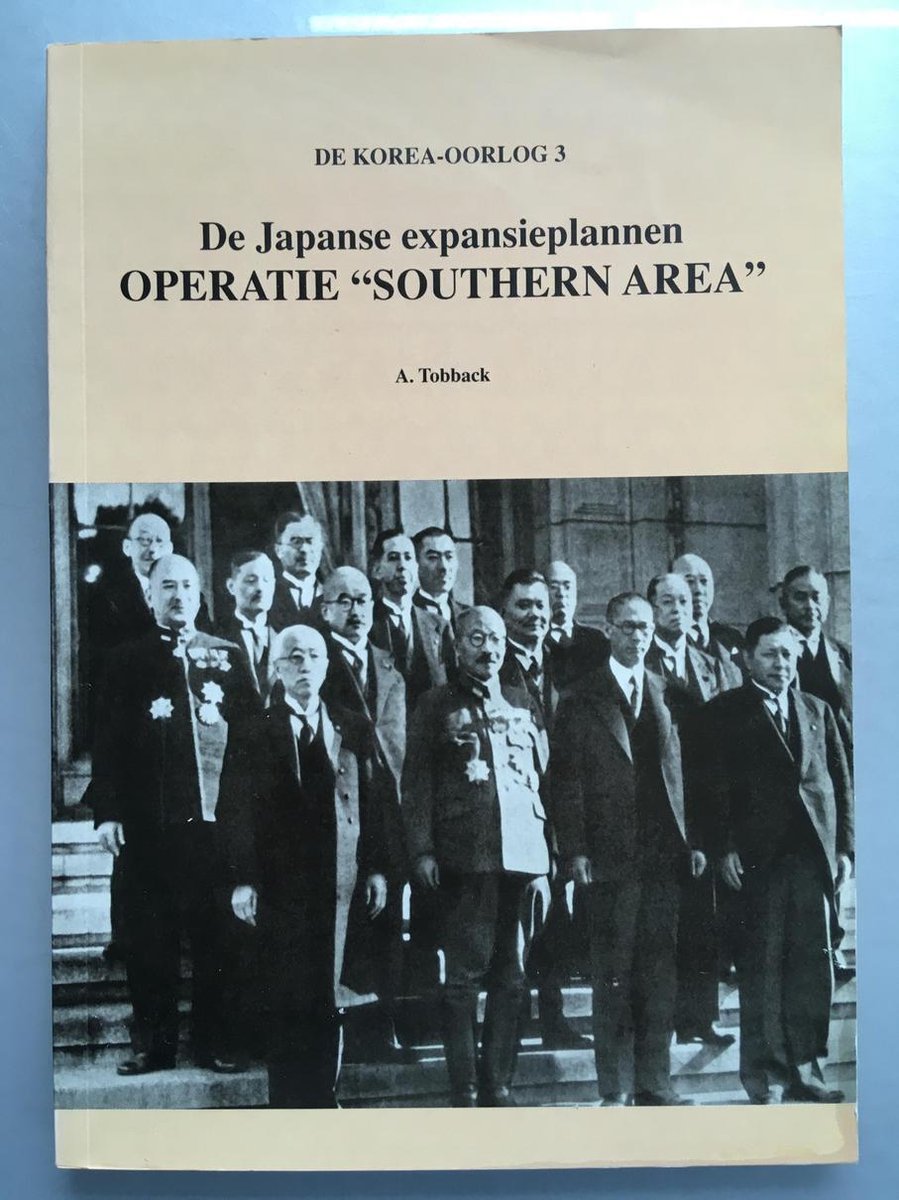 DE KOREA-OORLOG 3
De Japanse expansieplannen
OPERATIE “SOUTHERN AREA”
A. Tobback